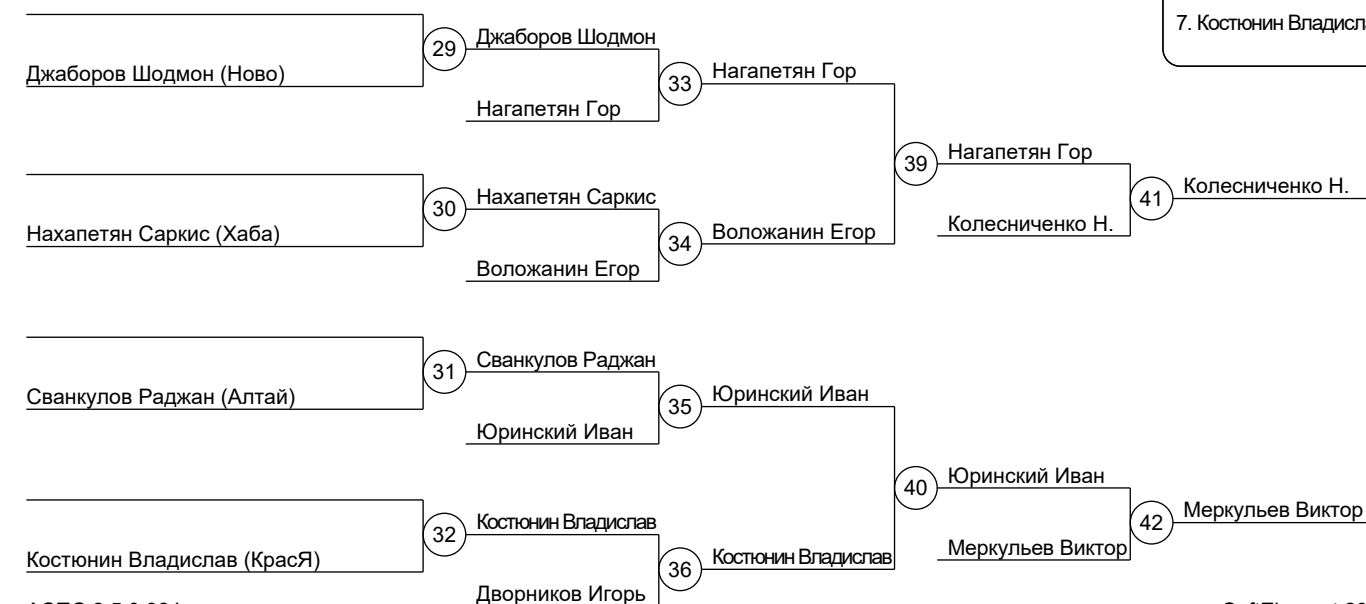 7. Костюнин Владисл
29
Джаборов Шодмон
Джаборов Шодмон (Ново)
33
Нагапетян Гор
Нагапетян Гор
39
Нагапетян Гор
30
Нахапетян Саркис
Нахапетян Саркис (Хаба)
34
Воложанин Егор
Воложанин Егор
Колесниченко Н.
41
Колесниченко Н.
31
Сванкулов Раджан
Сванкулов Раджан (Алтай)
35
Юринский Иван
Юринский Иван
40
Юринский Иван
32
Костюнин Владислав
Костюнин Владислав (КрасЯ)
36
Костюнин Владислав
Дворников Игорь
Меркульев Виктор
42
Меркульев Виктор